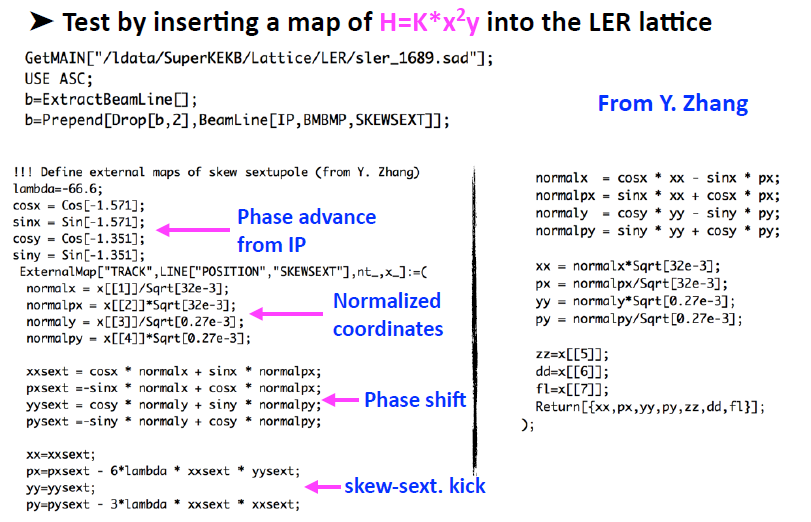 ➤ Test by inserting a map of H=K*x²y into the LER lattice
GetMAIN["/ldata/SuperKEKB/Lattice/LER/sler_1689.sad"];
USE ASC;
b=ExtractBeamLine[];
b=Prepend[Drop[b,2],BeamLine[IP,BMBMP,SKEWSEXT]];
From Y. Zhang
!!! Define external maps of skew sextupole (from Y. Zhang)
lambda=-66.6;
cosx = Cos[-1.571];
sinx = Sin[-1.571];
cosy = Cos[-1.351];
siny = Sin[-1.351];
Phase advance
from IP
ExternalMap["TRACK",LINE["POSITION","SKEWSEXT"],nt_,x_]:=(
normalx = x[[1]]/Sqrt[32e-3];
normalpx = x[[2]]*Sqrt[32e-3];
normaly = x[[3]]/Sqrt[0.27e-3];
normalpy = x[[4]]*Sqrt[0.27e-3];
Normalized
coordinates
xxsext = cosx * normalx + sinx * normalpx;
pxsext =-sinx * normalx + cosx * normalpx;
yysext = cosy * normaly + siny * normalpy;
pysext =-siny * normaly + cosy * normalpy;
Phase shift
xx=xxsext;
px=pxsext - 6*lambda * xxsext * yysext;
yy=yysext;
py=pysext - 3*lambda * xxsext * xxsext;
skew-sext. kick
normalx = cosx * xx - sinx * px;
normalpx = sinx * xx + cosx * px;
normaly = cosy * yy - siny * py;
normalpy = siny * yy + cosy * py;
xx = normalx*Sqrt[32e-3];
px = normalpx/Sqrt[32e-3];
yy = normaly*Sqrt[0.27e-3];
py = normalpy/Sqrt[0.27e-3];
zz=x[[5]];
dd=x[[6]];
fl=x[[7]];
Return[{xx,px,yy,py,zz,dd,fl}];
);